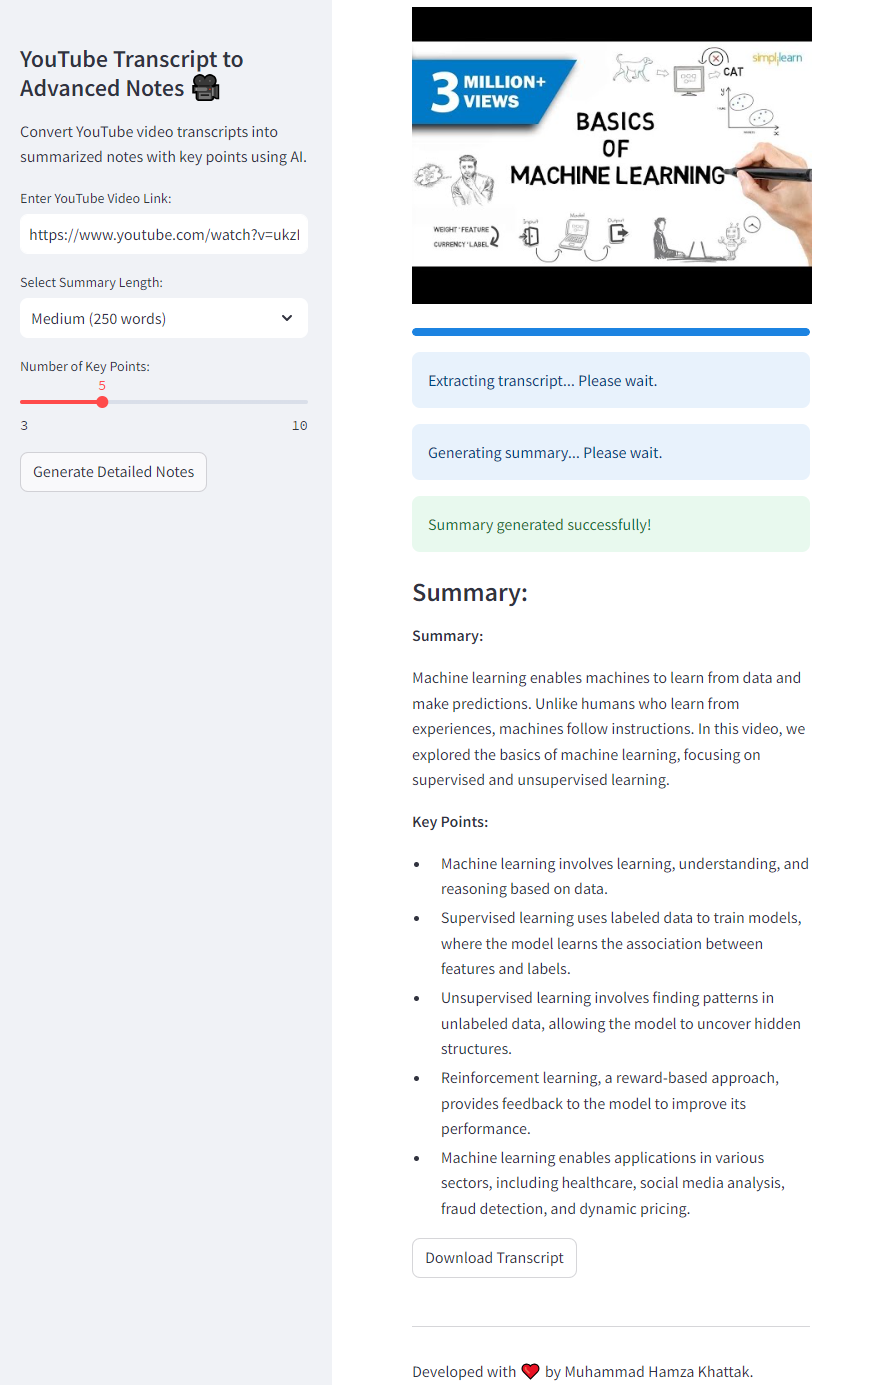 YouTube Transcript to
Advanced Notes 🎥
Convert YouTube video transcripts into
summarized notes with key points using AI.
Enter YouTube Video Link:
https://www.youtube.com/watch?v=ukzI
Select Summary Length:
Medium (250 words)
Number of Key Points:
5
3 10
Generate Detailed Notes
3 MILLION+
VIEWS
simplilearn
CAT
BASICS
OF
MACHINE LEARNING
WEIGHT = FEATURE
CURRENCY = LABEL
Input
Model
Output
Extracting transcript... Please wait.
Generating summary... Please wait.
Summary generated successfully!
Summary:
Summary:
Machine learning enables machines to learn from data and
make predictions. Unlike humans who learn from
experiences, machines follow instructions. In this video, we
explored the basics of machine learning, focusing on
supervised and unsupervised learning.
Key Points:
• Machine learning involves learning, understanding, and
reasoning based on data.
• Supervised learning uses labeled data to train models,
where the model learns the association between
features and labels.
• Unsupervised learning involves finding patterns in
unlabeled data, allowing the model to uncover hidden
structures.
• Reinforcement learning, a reward-based approach,
provides feedback to the model to improve its
performance.
• Machine learning enables applications in various
sectors, including healthcare, social media analysis,
fraud detection, and dynamic pricing.
Download Transcript
Developed with ❤️ by Muhammad Hamza Khattak.